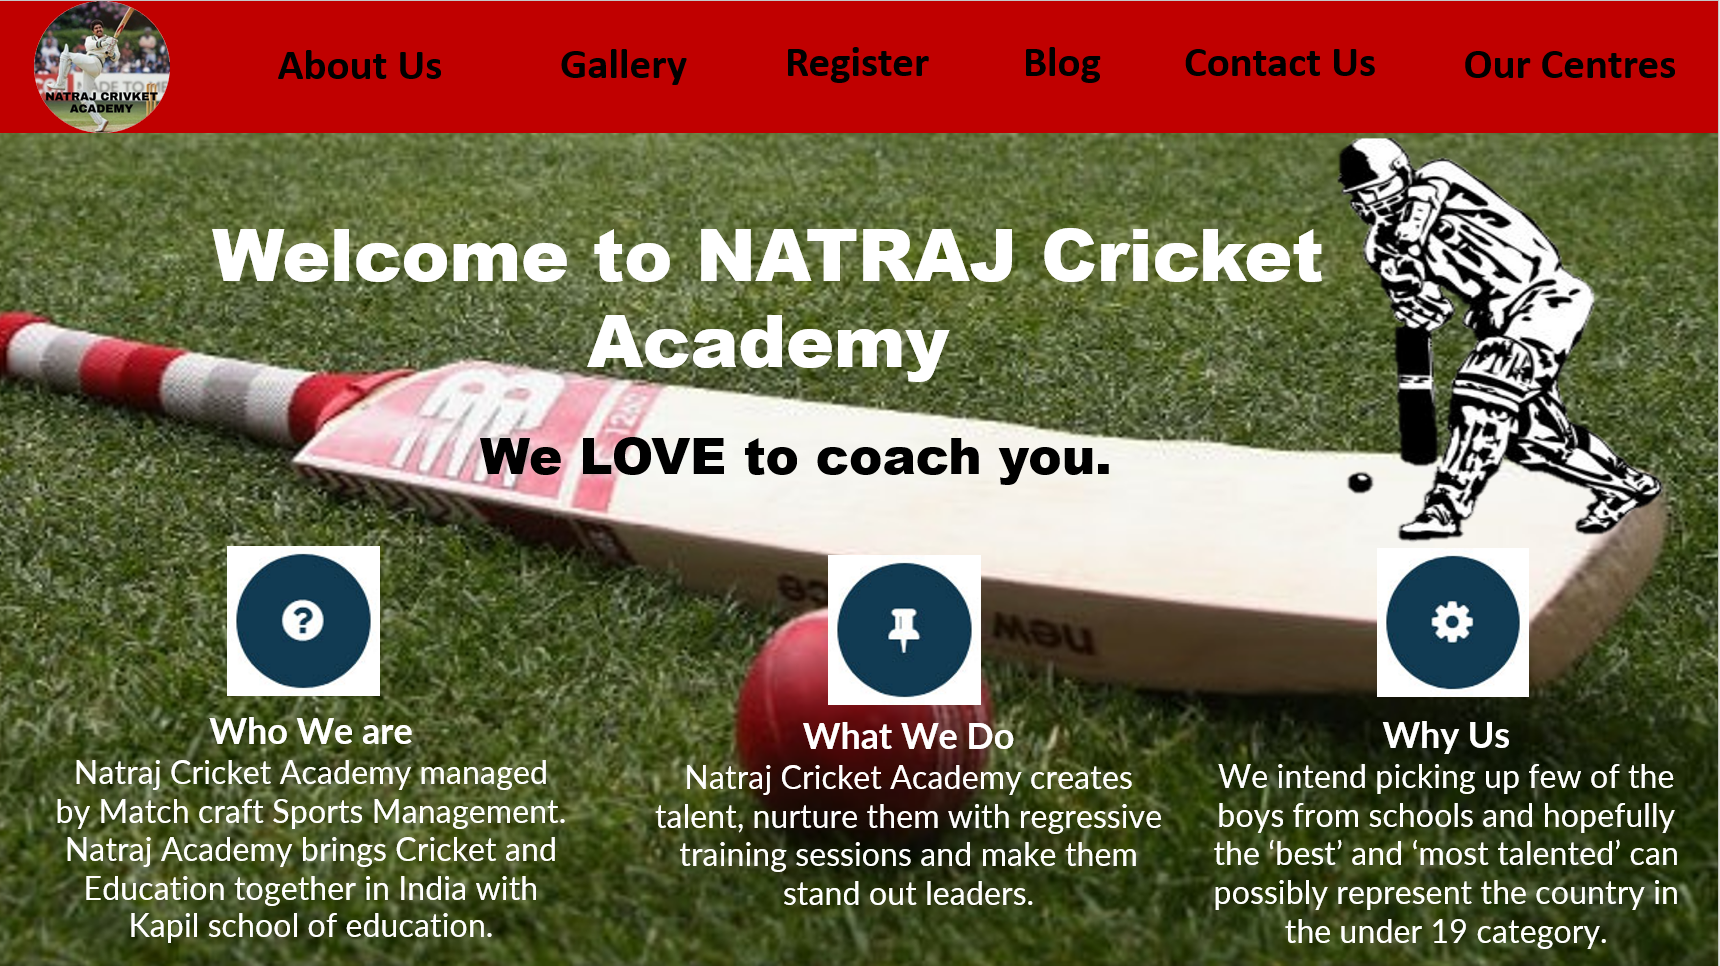 NATRAJ CRIVKET
ACADEMY
About Us
Gallery
Register
Blog
Contact Us
Our Centres
Welcome to NATRAJ Cricket
Academy
We LOVE to coach you.
new
Who We are
Natraj Cricket Academy managed
by Match craft Sports Management.
Natraj Academy brings Cricket and
Education together in India with
Kapil school of education.
What We Do
Natraj Cricket Academy creates
talent, nurture them with regressive
training sessions and make them
stand out leaders.
Why Us
We intend picking up few of the
boys from schools and hopefully
the ‘best’ and ‘most talented’ can
possibly represent the country in
the under 19 category.